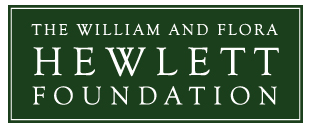 THE WILLIAM AND FLORA
HEWLETT
FOUNDATION